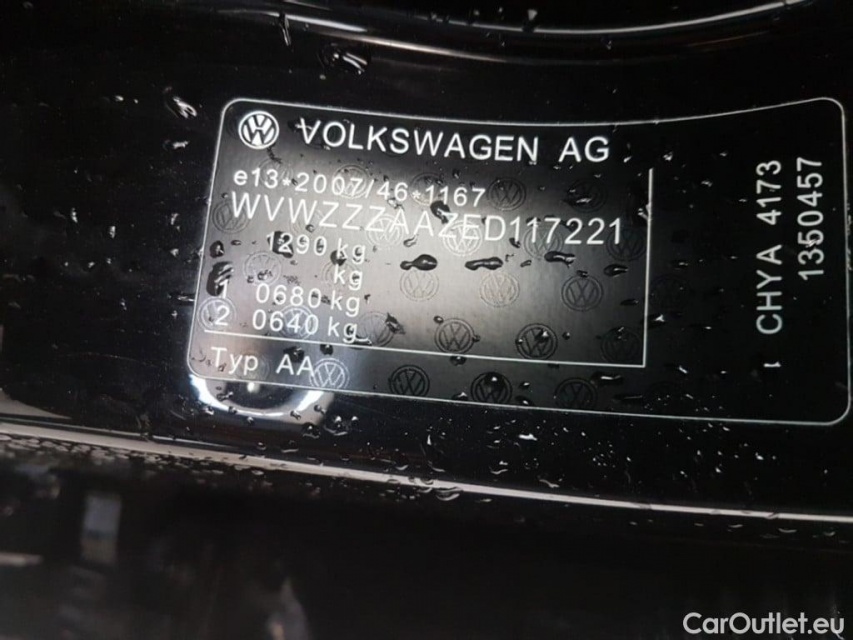 VOLKSWAGEN AG
e13*2007/46*1167
WVWZZZAAZED117221
1290 kg
kg
1 0680 kg
2 0640 kg
Typ AA
CHYA 4173
1350457
1
CarOutlet.eu